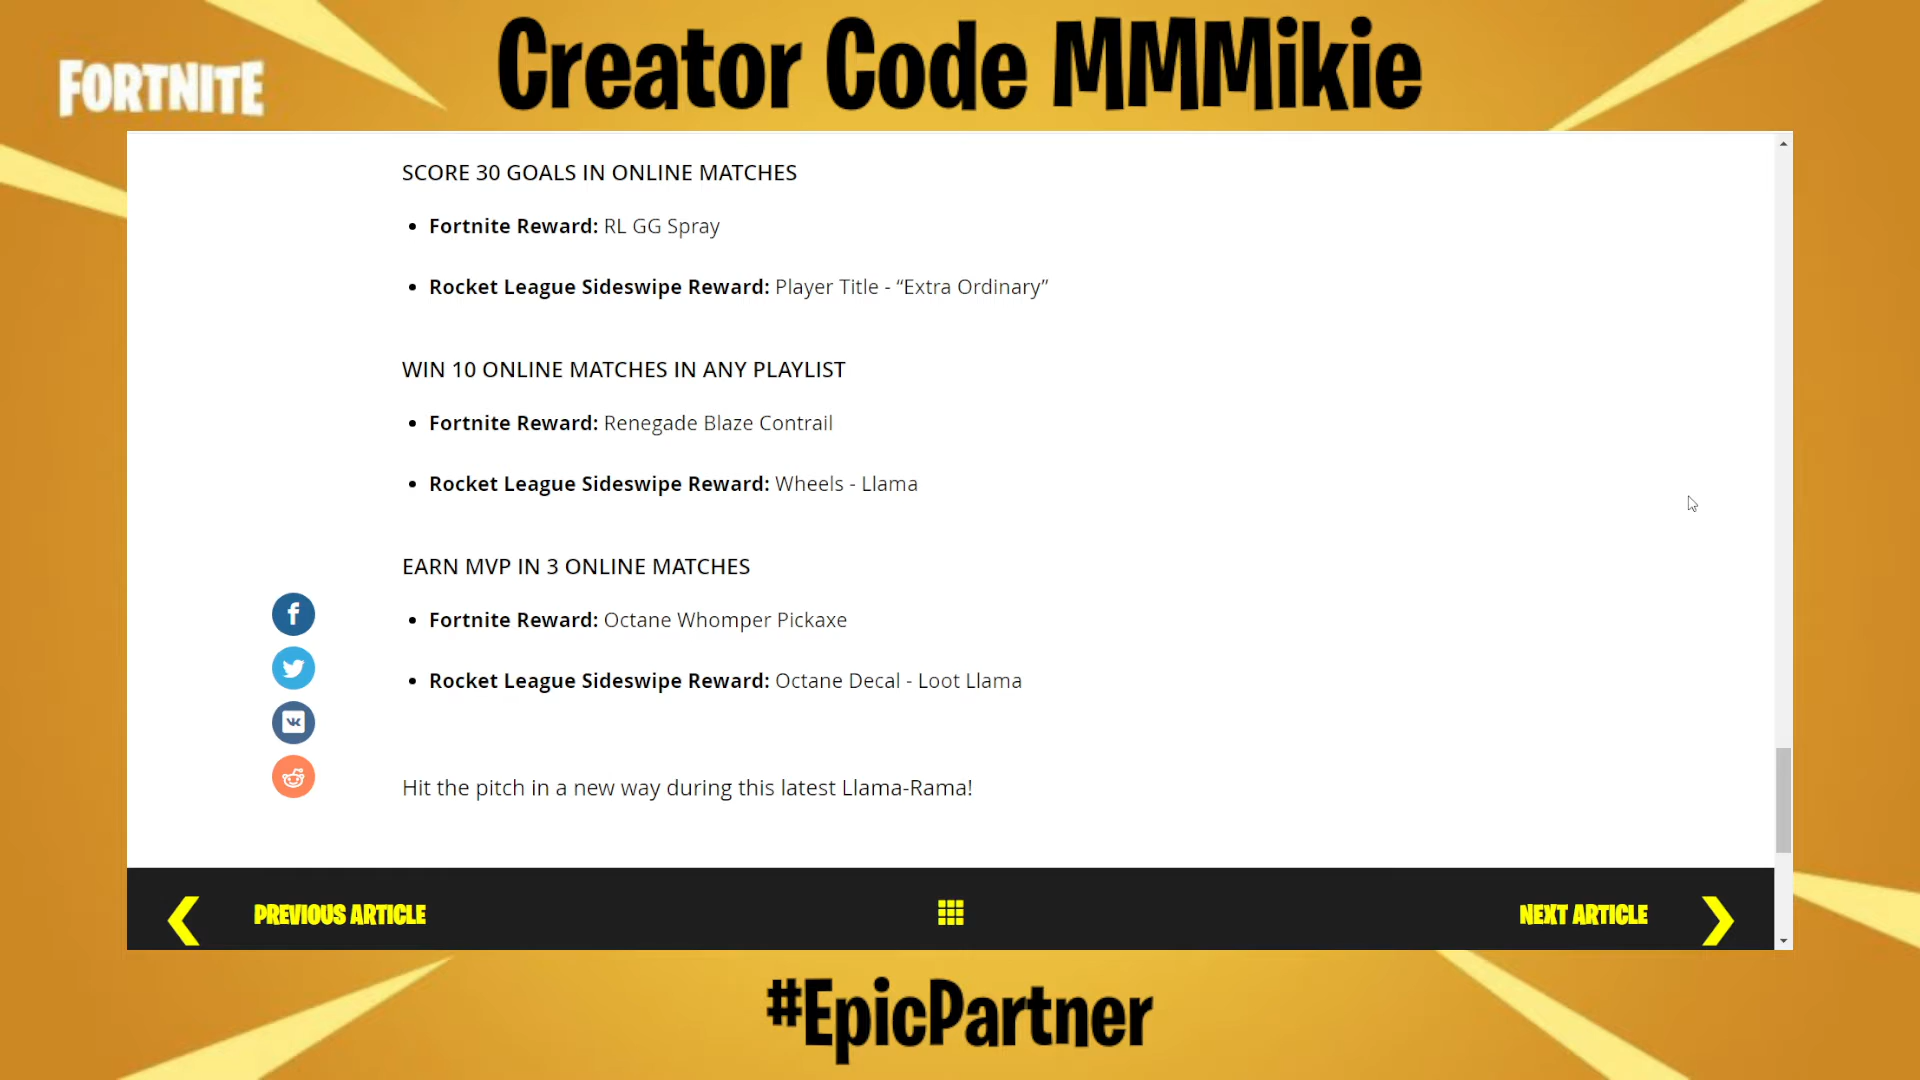 Creator Code MMMikie
FORTNITE
SCORE 30 GOALS IN ONLINE MATCHES
• Fortnite Reward: RL GG Spray
• Rocket League Sideswipe Reward: Player Title - “Extra Ordinary”
WIN 10 ONLINE MATCHES IN ANY PLAYLIST
• Fortnite Reward: Renegade Blaze Contrail
• Rocket League Sideswipe Reward: Wheels - Llama
EARN MVP IN 3 ONLINE MATCHES
• Fortnite Reward: Octane Whomper Pickaxe
• Rocket League Sideswipe Reward: Octane Decal - Loot Llama
Hit the pitch in a new way during this latest Llama-Rama!
PREVIOUS ARTICLE
NEXT ARTICLE
#EpicPartner